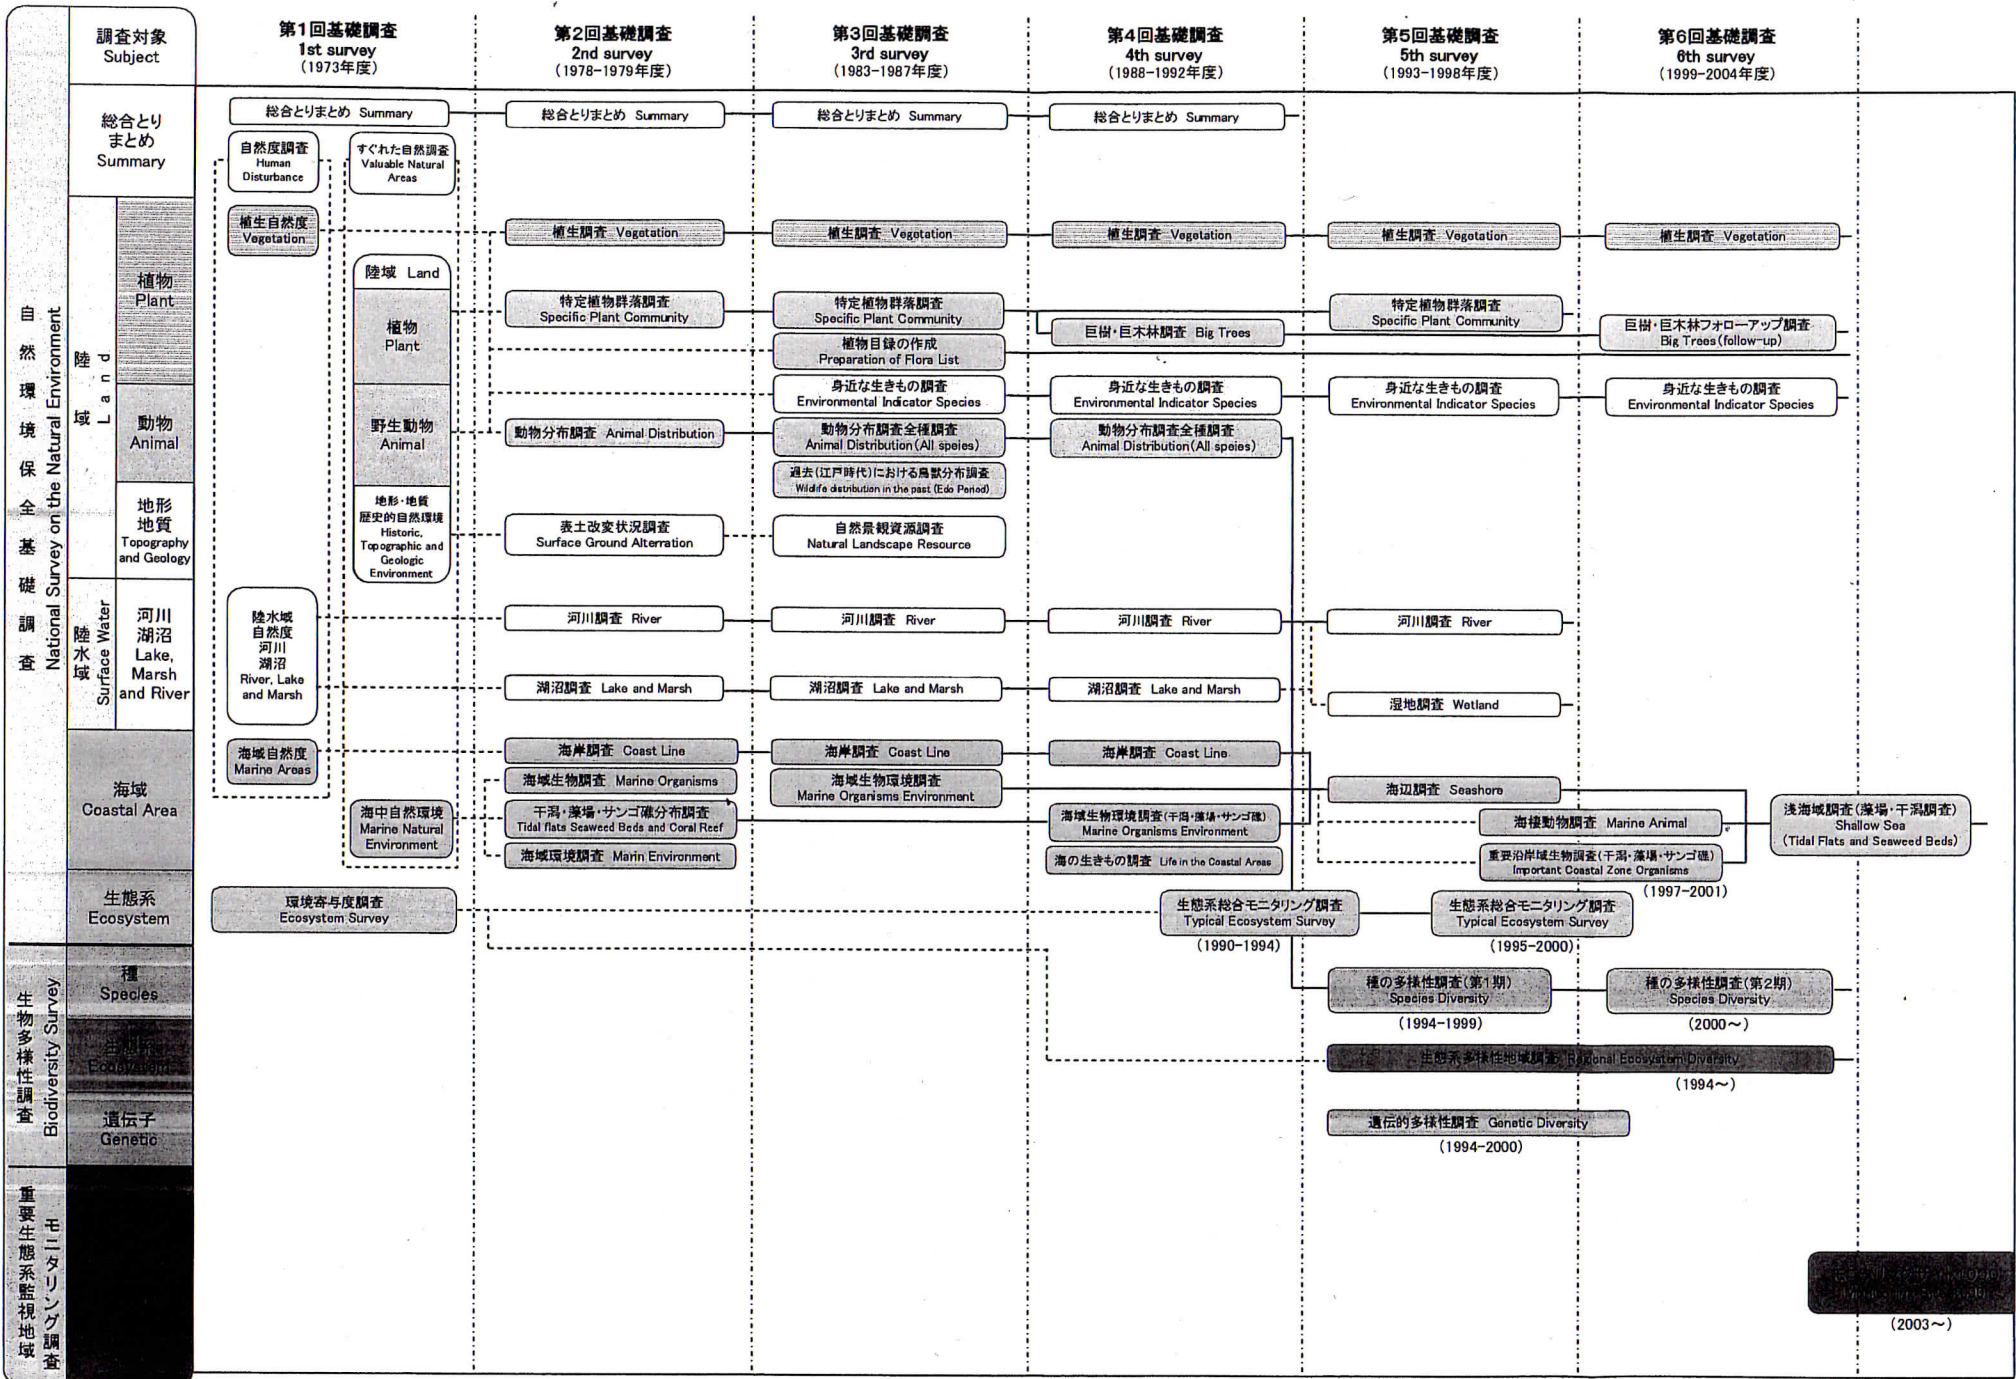 調査対象
Subject
第1回基礎調査
1st survey
(1973年度)
第2回基礎調査
2nd survey
(1978-1979年度)
第3回基礎調査
3rd survey
(1983-1987年度)
第4回基礎調査
4th survey
(1988-1992年度)
第5回基礎調査
5th survey
(1993-1998年度)
第6回基礎調査
6th survey
(1999-2004年度)
自然環境保全基礎調査
National Survey on the Natural Environment
総合とり
まとめ
Summary
総合とりまとめ Summary
総合とりまとめ Summary
総合とりまとめ Summary
総合とりまとめ Summary
自然度調査
Human
Disturbance
すぐれた自然調査
Valuable Natural
Areas
陸域
Land
植物
Plant
植生自然度
Vegetation
植生調査 Vegetation
植生調査 Vegetation
植生調査 Vegetation
植生調査 Vegetation
植生調査 Vegetation
陸域 Land
植物
Plant
特定植物群落調査
Specific Plant Community
特定植物群落調査
Specific Plant Community
特定植物群落調査
Specific Plant Community
巨樹・巨木林調査 Big Trees
巨樹・巨木林フォローアップ調査
Big Trees(follow-up)
植物目録の作成
Preparation of Flora List
動物
Animal
野生動物
Animal
身近な生きもの調査
Environmental Indicator Species
身近な生きもの調査
Environmental Indicator Species
身近な生きもの調査
Environmental Indicator Species
身近な生きもの調査
Environmental Indicator Species
動物分布調査 Animal Distribution
動物分布調査全種調査
Animal Distribution(All speies)
動物分布調査全種調査
Animal Distribution(All speies)
過去(江戸時代)における鳥獣分布調査
Wildlife distribution in the past (Edo Period)
地形
地質
Topography
and Geology
地形・地質
歴史的自然環境
Historic,
Topographic and
Geologic
Environment
表土改変状況調査
Surface Ground Alterration
自然景観資源調査
Natural Landscape Resource
陸水域
Surface Water
河川
湖沼
Lake,
Marsh
and River
陸水域
自然度
河川
湖沼
River, Lake
and Marsh
河川調査 River
河川調査 River
河川調査 River
河川調査 River
湖沼調査 Lake and Marsh
湖沼調査 Lake and Marsh
湖沼調査 Lake and Marsh
湿地調査 Wetland
海域
Coastal Area
海域自然度
Marine Areas
海中自然環境
Marine Natural
Environment
海岸調査 Coast Line
海岸調査 Coast Line
海岸調査 Coast Line
海域生物調査 Marine Organisms
海域生物環境調査
Marine Organisms Environment
海辺調査 Seashore
干潟・藻場・サンゴ礁分布調査
Tidal flats Seaweed Beds and Coral Reef
海域生物環境調査(干潟・藻場・サンゴ礁)
Marine Organisms Environment
海棲動物調査 Marine Animal
浅海域調査(藻場・干潟調査)
Shallow Sea
(Tidal Flats and Seaweed Beds)
海域環境調査 Marin Environment
海の生きもの調査 Life in the Coastal Areas
重要沿岸域生物調査(干潟・藻場・サンゴ礁)
Important Coastal Zone Organisms
(1997-2001)
生態系
Ecosystem
環境寄与度調査
Ecosystem Survey
生態系総合モニタリング調査
Typical Ecosystem Survey
(1990-1994)
生態系総合モニタリング調査
Typical Ecosystem Survey
(1995-2000)
生物多様性調査
Biodiversity Survey
種
Species
種の多様性調査(第1期)
Species Diversity
(1994-1999)
種の多様性調査(第2期)
Species Diversity
(2000～)
生態系
Ecosystem
生態系多様性地域調査 Regional Ecosystem Diversity
(1994～)
遺伝子
Genetic
遺伝的多様性調査 Genetic Diversity
(1994-2000)
重要生態系監視地域
モニタリング調査
(2003～)